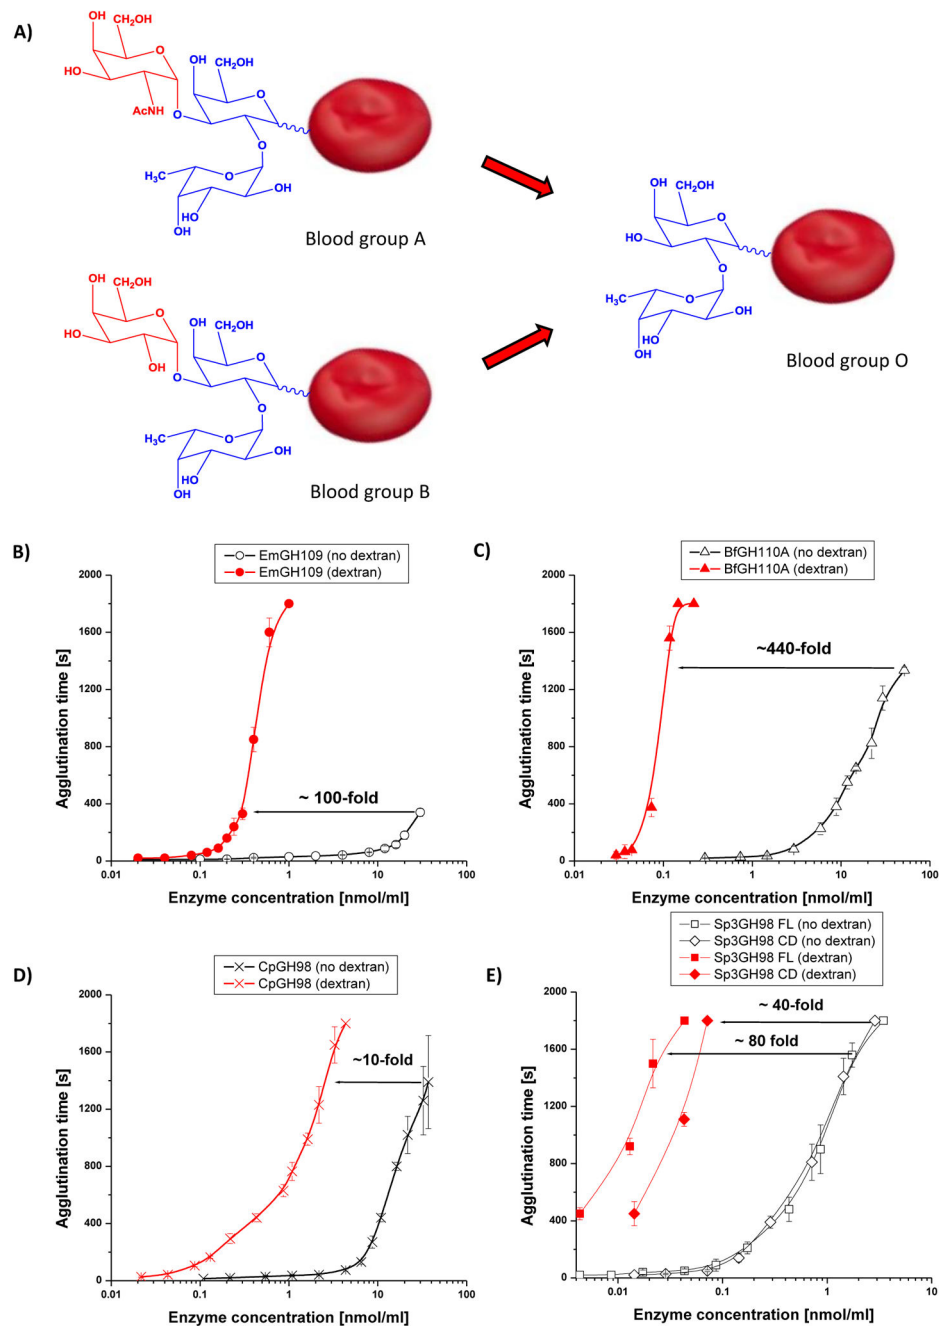 A)
OH
CH₂OH
O
HO
AcNH
OH
CH₂OH
O
O
O
H₃C
O
OH
HO
OH
Blood group A
OH
CH₂OH
O
HO
OH
OH
CH₂OH
O
O
O
H₃C
O
OH
HO
OH
Blood group B
OH
CH₂OH
O
HO
O
H₃C
O
OH
HO
OH
Blood group O
B)
EmGH109 (no dextran)
EmGH109 (dextran)
Agglutination time [s]
2000
1600
1200
800
400
0
~ 100-fold
0.01 0.1 1 10 100
Enzyme concentration [nmol/ml]
C)
BfGH110A (no dextran)
BfGH110A (dextran)
Agglutination time [s]
2000
1600
1200
800
400
0
~440-fold
0.01 0.1 1 10 100
Enzyme concentration [nmol/ml]
D)
CpGH98 (no dextran)
CpGH98 (dextran)
Agglutination time [s]
2000
1600
1200
800
400
0
~10-fold
0.01 0.1 1 10 100
Enzyme concentration [nmol/ml]
E)
Sp3GH98 FL (no dextran)
Sp3GH98 CD (no dextran)
Sp3GH98 FL (dextran)
Sp3GH98 CD (dextran)
Agglutination time [s]
2000
1600
1200
800
400
0
~ 40-fold
~ 80 fold
0.01 0.1 1 10
Enzyme concentration [nmol/ml]